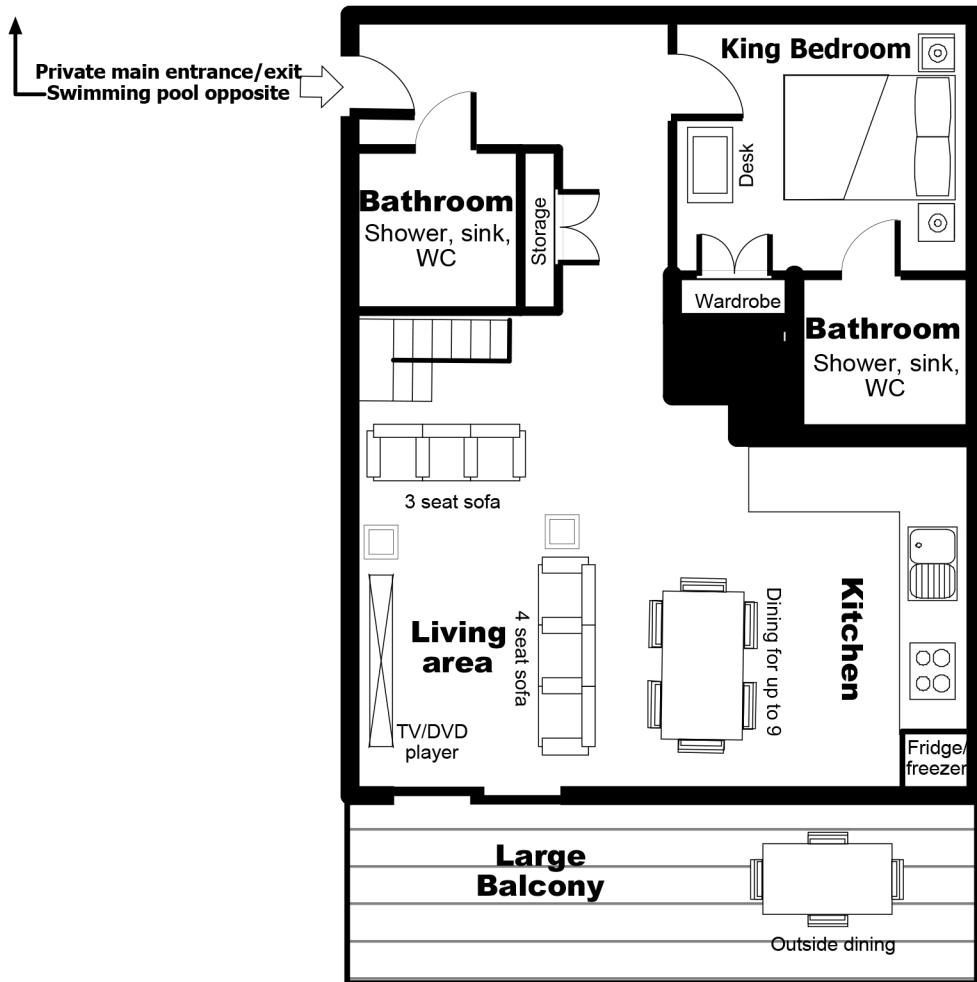 Private main entrance/exit
Swimming pool opposite
King Bedroom
Desk
Bathroom
Shower, sink,
WC
Storage
Wardrobe
Bathroom
Shower, sink,
WC
3 seat sofa
Living
area
4 seat sofa
Dining for up to 9
Kitchen
TV/DVD
player
Fridge/
freezer
Large
Balcony
Outside dining